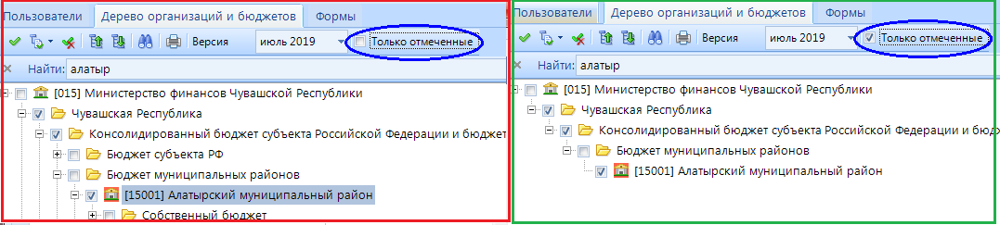 Пользователи Дерево организаций и бюджетов Формы
Версия июль 2019 Только отмеченные
Найти: алатыр
[015] Министерство финансов Чувашской Республики
Чувашская Республика
Консолидированный бюджет субъекта Российской Федерации и бюджет
Бюджет субъекта РФ
Бюджет муниципальных районов
[15001] Алатырский муниципальный район
Собственный бюджет
Пользователи Дерево организаций и бюджетов Формы
Версия июль 2019 Только отмеченные
Найти: алатыр
[015] Министерство финансов Чувашской Республики
Чувашская Республика
Консолидированный бюджет субъекта Российской Федерации и бюд
Бюджет муниципальных районов
[15001] Алатырский муниципальный район